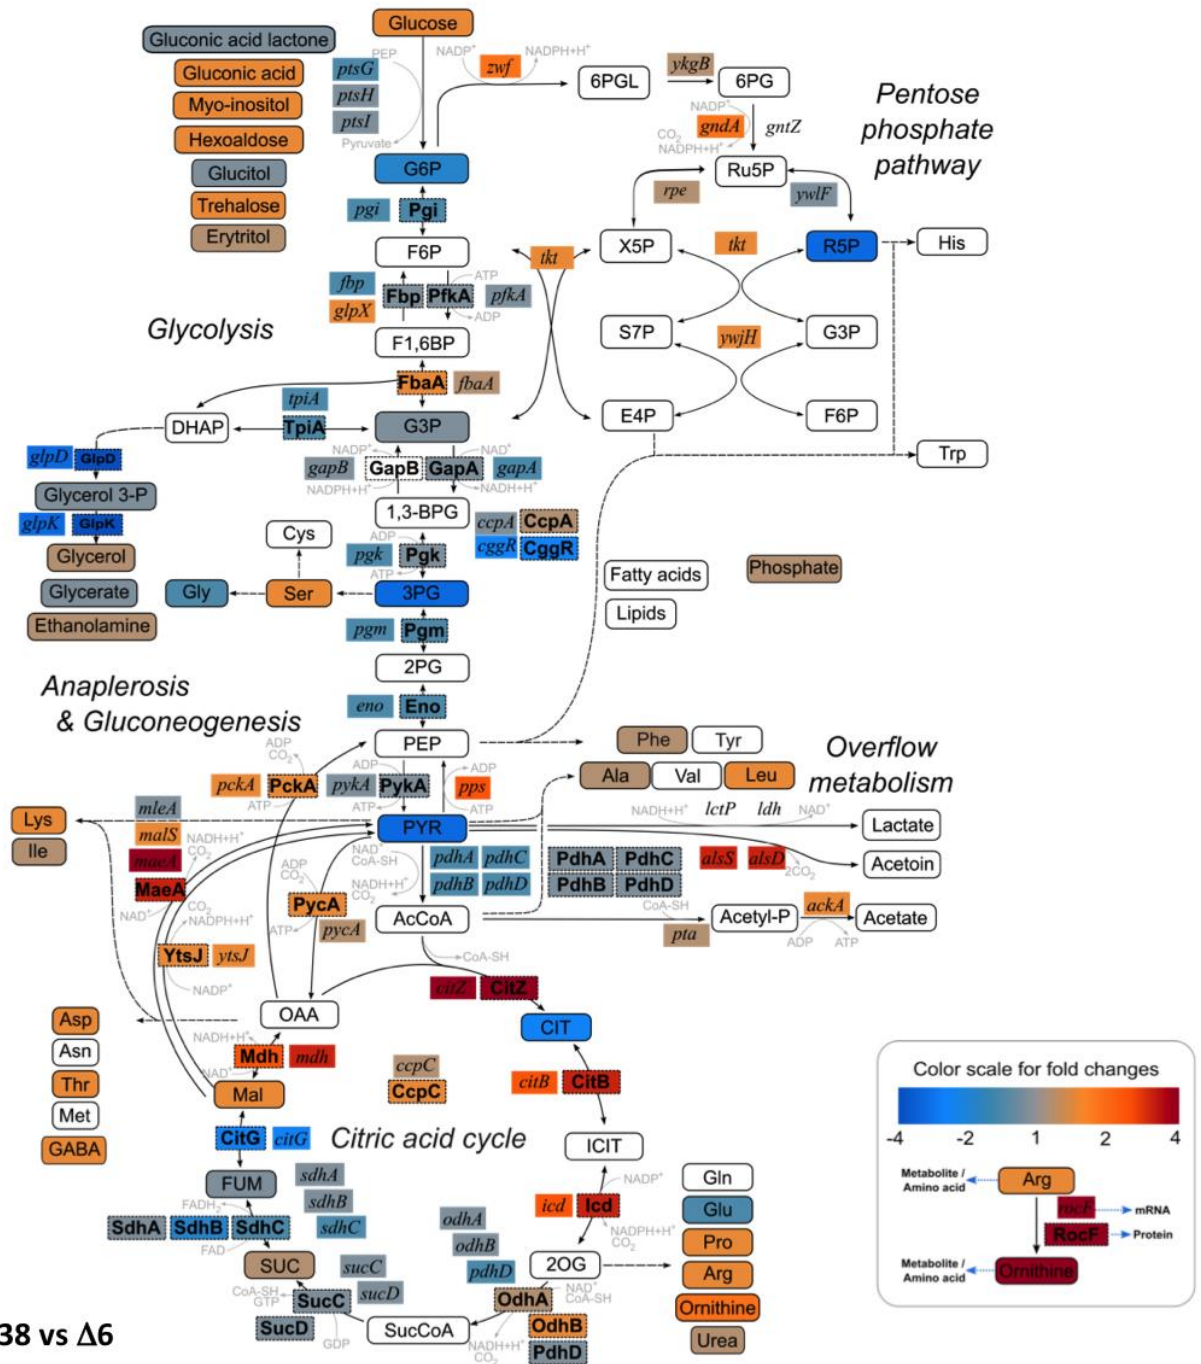 Glucose
Gluconic acid lactone
Gluconic acid
Myo-inositol
Hexoaldose
Glucitol
Trehalose
Erytritol
PEP
ptsG
ptsH
ptsI
Pyruvate
NADP+
zwf
NADPH+H+
6PGL
ykgB
6PG
NADP+
gndA
gntZ
CO2
NADPH+H+
Pentose
phosphate
pathway
G6P
Ru5P
rpe
ywlF
pgi
Pgi
F6P
tkt
X5P
tkt
R5P
His
fbp
glpX
Fbp
PfkA
pfkA
ATP
ADP
Glycolysis
F1,6BP
S7P
ywjH
G3P
FbaA
fbaA
tpiA
TpiA
DHAP
G3P
E4P
F6P
Trp
glpD
GlpD
Glycerol 3-P
glpK
GlpK
Glycerol
Glycerate
Ethanolamine
NADP+
gapB
GapB
NADPH+H+
GapA
gapA
NAD+
NADH+H+
1,3-BPG
ccpA
CcpA
cggR
CggR
Cys
ADP
pgk
Pgk
ATP
Gly
Ser
3PG
Fatty acids
Lipids
Phosphate
pgm
Pgm
2PG
Anaplerosis
& Gluconeogenesis
eno
Eno
PEP
Phe
Tyr
Ala
Val
Leu
Overflow
metabolism
ADP
CO2
pckA
PckA
ATP
ADP
pykA
PykA
ATP
ADP
pps
ATP
Lys
Ile
mleA
malS
maeA
MaeA
NADH+H+
CO2
NAD+
PYR
NADH+H+
lctP
ldh
NAD+
Lactate
NAD+
CoA-SH
NADH+H+
CO2
pdhA
pdhC
pdhB
pdhD
PdhA
PdhC
PdhB
PdhD
alsS
alsD
2CO2
Acetoin
ADP
CO2
PycA
ATP
pycA
CO2
NADPH+H+
YtsJ
ytsJ
NADP+
AcCoA
CoA-SH
pta
Acetyl-P
ackA
ADP
ATP
Acetate
CoA-SH
citZ
CitZ
OAA
CIT
Asp
Asn
Thr
Met
GABA
NADH+H+
Mdh
mdh
NAD+
Mal
ccpC
CcpC
citB
CitB
CitG
citG
Citric acid cycle
ICIT
FUM
sdhA
sdhB
sdhC
FADH2
SdhA
SdhB
SdhC
FAD
SUC
NADP+
icd
Icd
NADPH+H+
CO2
odhA
odhB
pdhD
2OG
Gln
Glu
Pro
Arg
Ornithine
Urea
sucC
sucD
CoA-SH
GTP
SucC
SucD
GDP
SucCoA
NAD+
CoA-SH
OdhA
OdhB
PdhD
NADH+H+
CO2
38 vs Δ6
Color scale for fold changes
-4
-2
1
2
4
Metabolite /
Amino acid
Arg
rocF
mRNA
RocF
Protein
Metabolite /
Amino acid
Ornithine